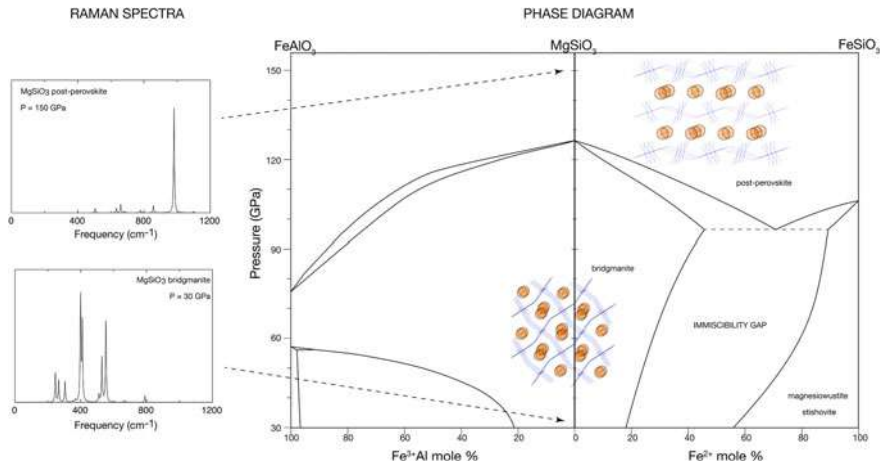 RAMAN SPECTRA
PHASE DIAGRAM
FeAlO₃
MgSiO₃
FeSiO₃
MgSiO3 post-perovskite
P = 150 GPa
0 400 800 1200
Frequency (cm-1)
MgSiO3 bridgmanite
P = 30 GPa
0 400 800 1200
Frequency (cm-1)
Pressure (GPa)
150
120
90
60
30
post-perovskite
bridgmanite
IMMISCIBILITY GAP
magnesiowustite
stishovite
100 80 60 40 20 0 20 40 60 80 100
Fe³⁺Al mole %
Fe²⁺ mole %